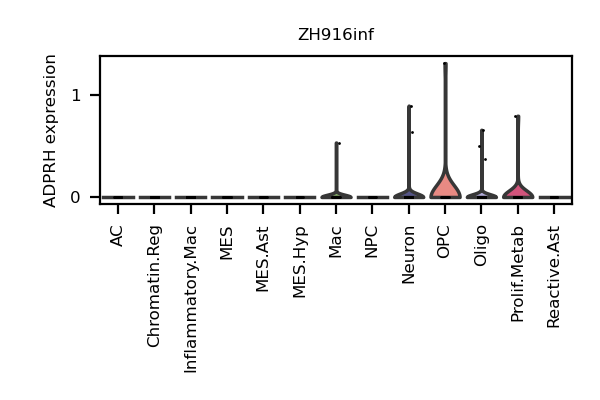 ZH916inf
ADPRH expression
1
0
AC
Chromatin.Reg
Inflammatory.Mac
MES
MES.Ast
MES.Hyp
Mac
NPC
Neuron
OPC
Oligo
Prolif.Metab
Reactive.Ast